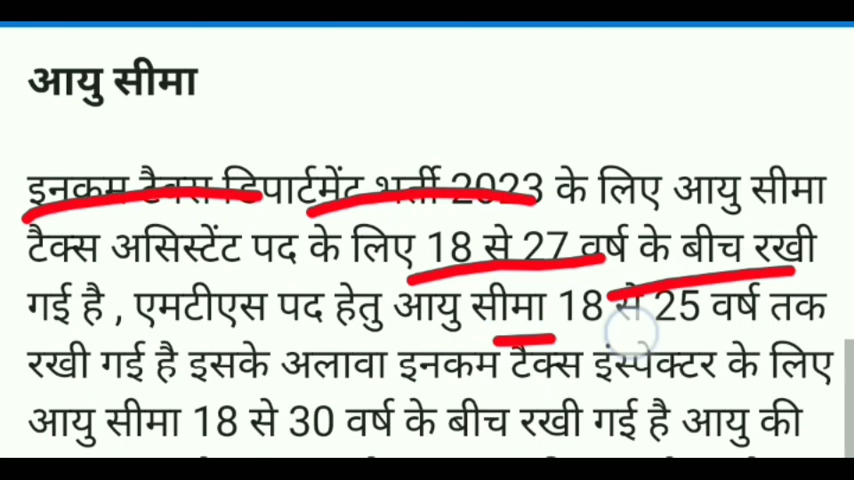 आयु सीमा
इनकम टैक्स डिपार्टमेंट भर्ती 2023 के लिए आयु सीमा
टैक्स असिस्टेंट पद के लिए 18 से 27 वर्ष के बीच रखी
गई है , एमटीएस पद हेतु आयु सीमा 18 से 25 वर्ष तक
रखी गई है इसके अलावा इनकम टैक्स इंस्पेक्टर के लिए
आयु सीमा 18 से 30 वर्ष के बीच रखी गई है आयु की